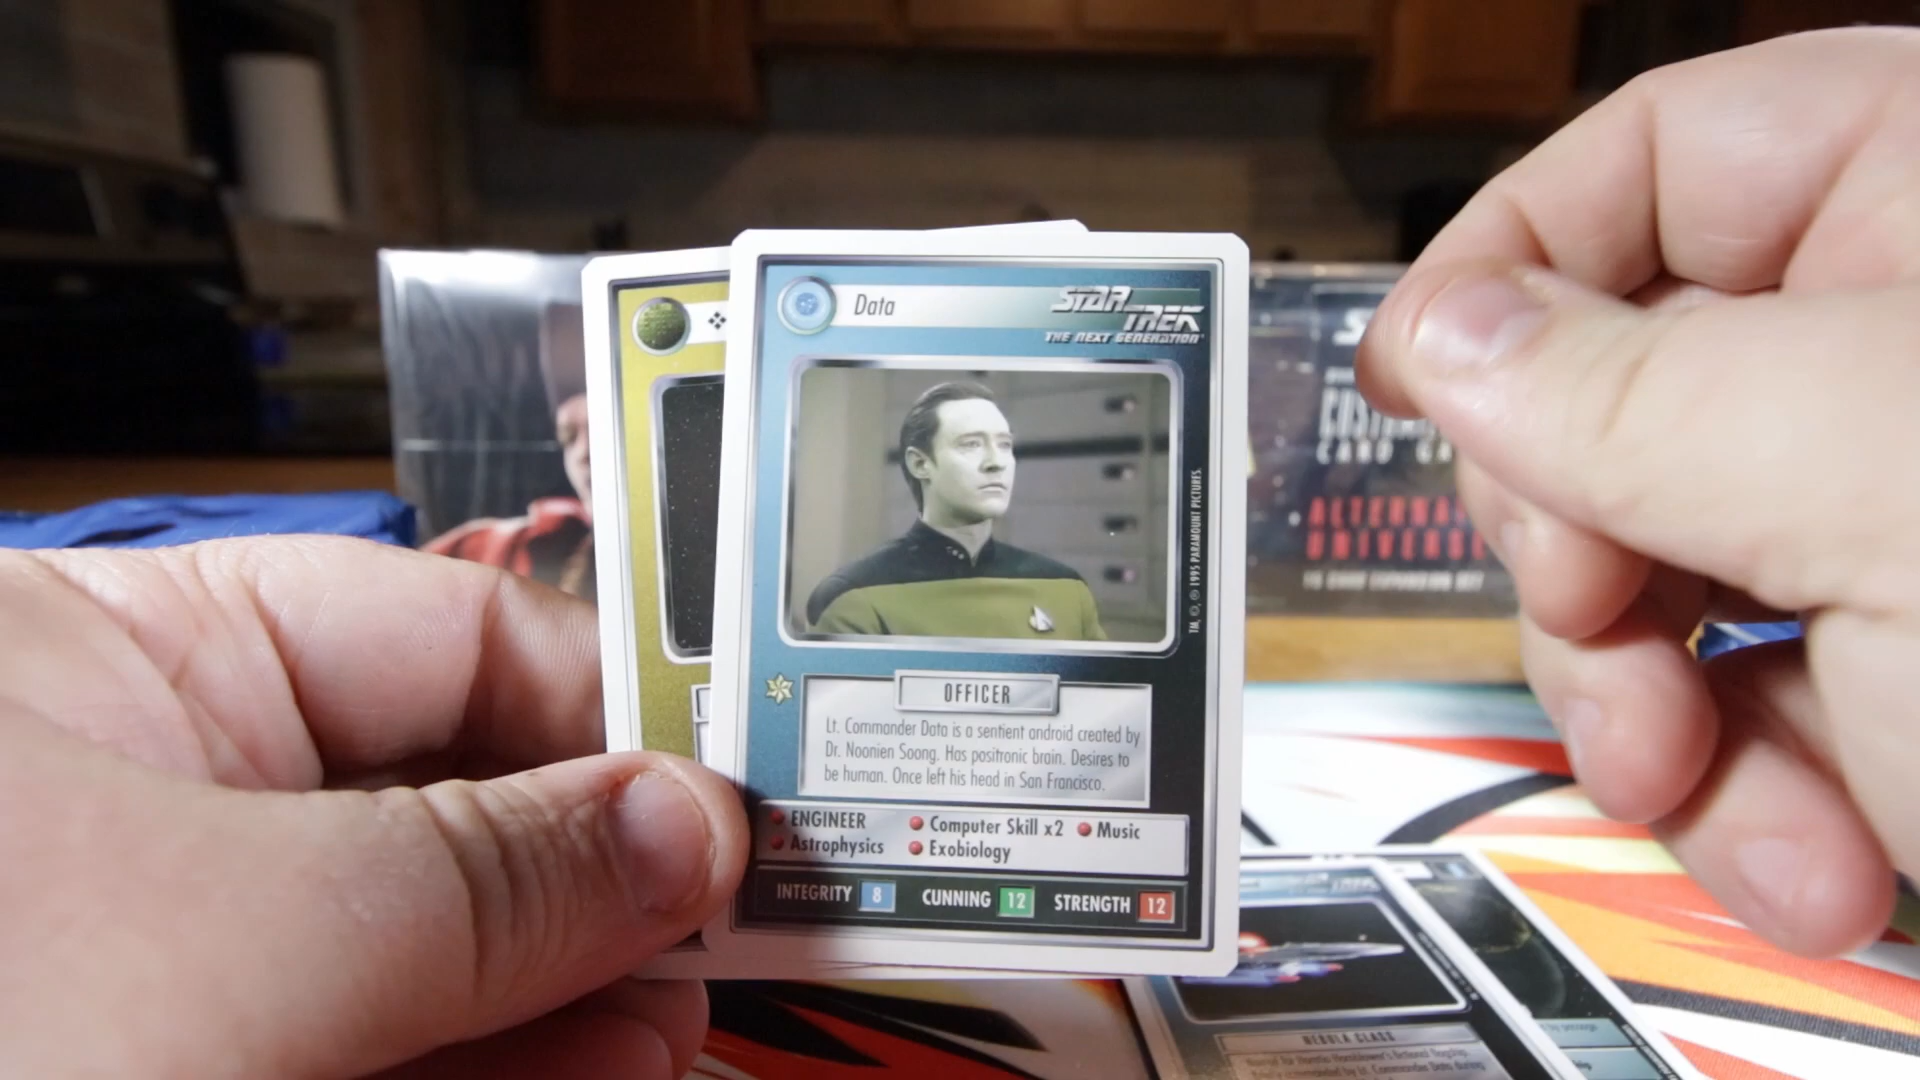 Data
STAR
TREK
THE NEXT GENERATION
TM, ©, ® 1995 PARAMOUNT PICTURES.
OFFICER
Lt. Commander Data is a sentient android created by
Dr. Noonien Soong. Has positronic brain. Desires to
be human. Once left his head in San Francisco.
ENGINEER
Computer Skill x2
Music
Astrophysics
Exobiology
INTEGRITY 8 CUNNING 12 STRENGTH 12
CARD
NEBULA CLASS